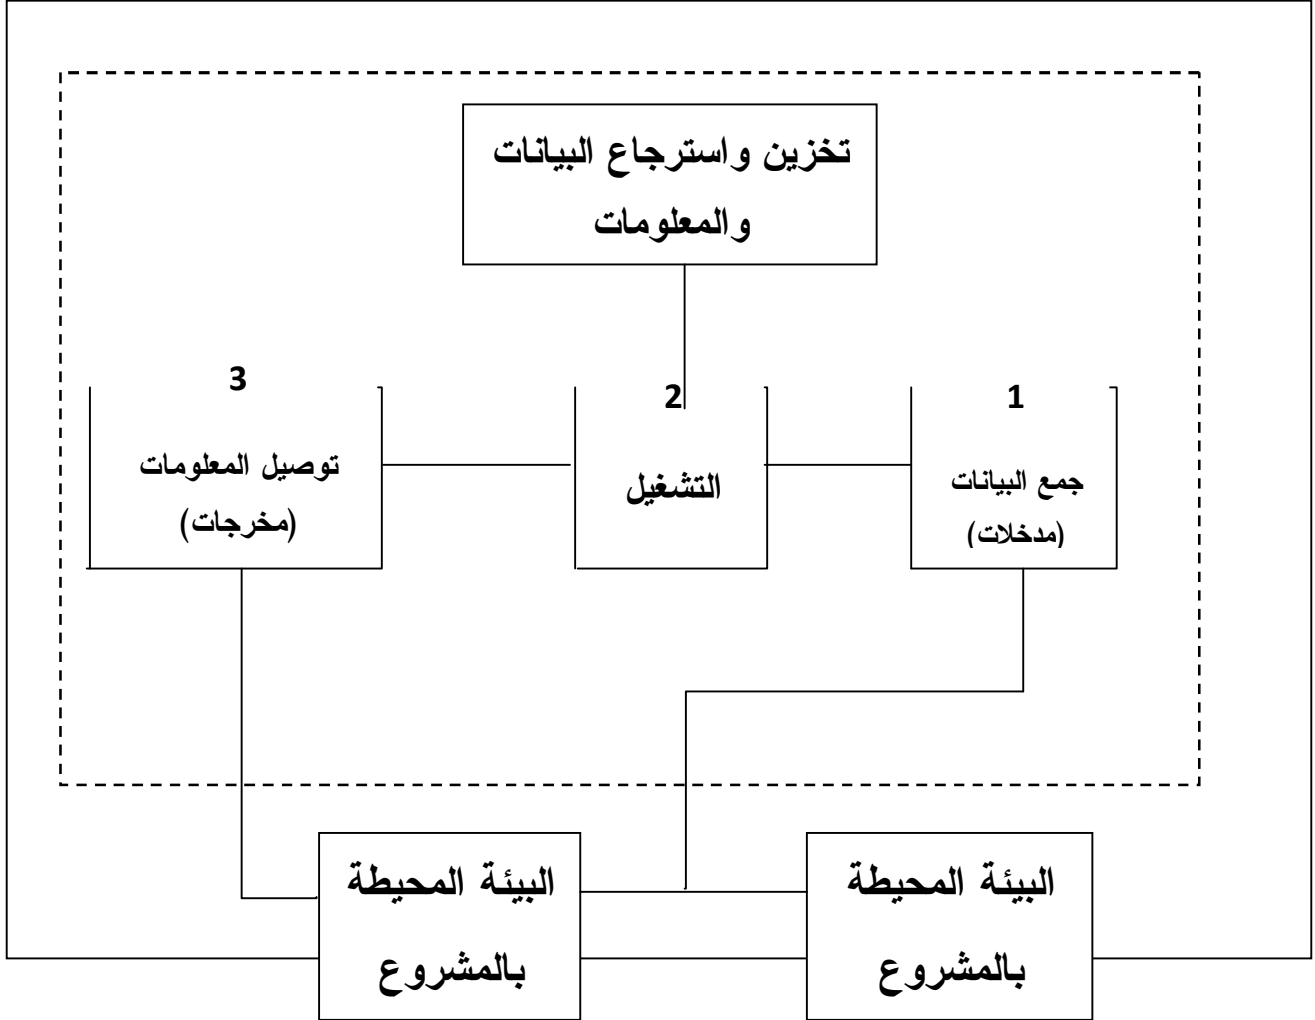 تخزين واسترجاع البيانات
والمعلومات
1
جمع البيانات
(مدخلات)
2
التشغيل
3
توصيل المعلومات
(مخرجات)
البيئة المحيطة
بالمشروع
البيئة المحيطة
بالمشروع